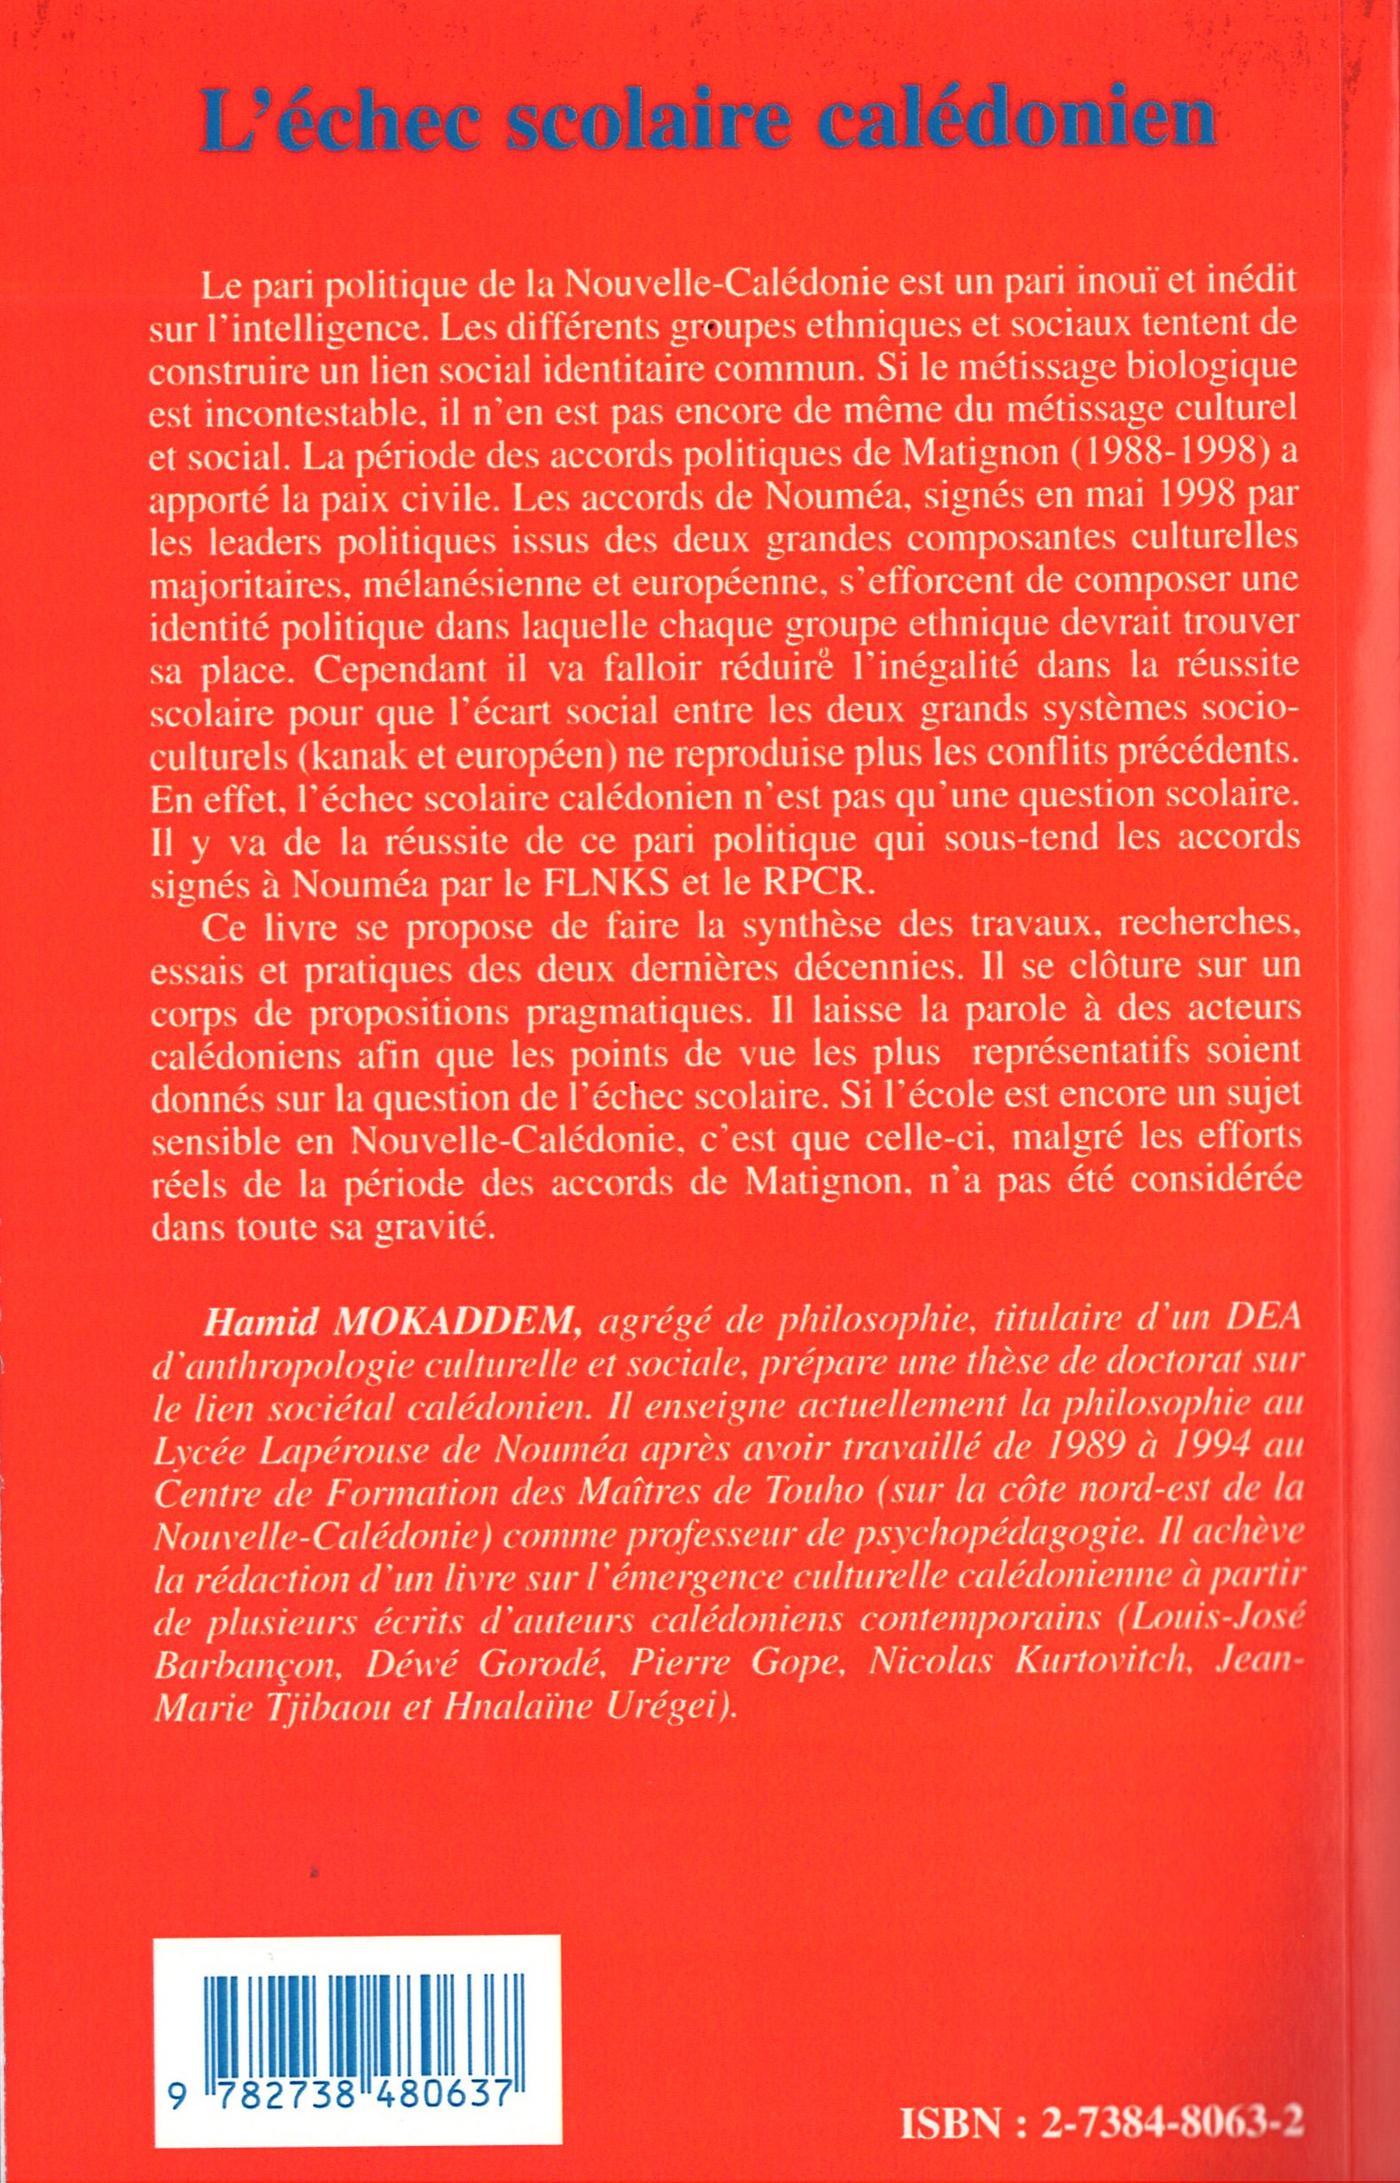 L'échec scolaire calédonien
Le pari politique de la Nouvelle-Calédonie est un pari inouï et inédit
sur l'intelligence. Les différents groupes ethniques et sociaux tentent de
construire un lien social identitaire commun. Si le métissage biologique
est incontestable, il n'en est pas encore de même du métissage culturel
et social. La période des accords politiques de Matignon (1988-1998) a
apporté la paix civile. Les accords de Nouméa, signés en mai 1998 par
les leaders politiques issus des deux grandes composantes culturelles
majoritaires, mélanésienne et européenne, s'efforcent de composer une
identité politique dans laquelle chaque groupe ethnique devrait trouver
sa place. Cependant il va falloir réduire l'inégalité dans la réussite
scolaire pour que l'écart social entre les deux grands systèmes socio-
culturels (kanak et européen) ne reproduise plus les conflits précédents.
En effet, l'échec scolaire calédonien n'est pas qu'une question scolaire.
Il y va de la réussite de ce pari politique qui sous-tend les accords
signés à Nouméa par le FLNKS et le RPCR.
Ce livre se propose de faire la synthèse des travaux, recherches,
essais et pratiques des deux dernières décennies. Il se clôture sur un
corps de propositions pragmatiques. Il laisse la parole à des acteurs
calédoniens afin que les points de vue les plus représentatifs soient
donnés sur la question de l'échec scolaire. Si l'école est encore un sujet
sensible en Nouvelle-Calédonie, c'est que celle-ci, malgré les efforts
réels de la période des accords de Matignon, n'a pas été considérée
dans toute sa gravité.
Hamid MOKADDEM, agrégé de philosophie, titulaire d'un DEA
d'anthropologie culturelle et sociale, prépare une thèse de doctorat sur
le lien sociétal calédonien. Il enseigne actuellement la philosophie au
Lycée Lapérouse de Nouméa après avoir travaillé de 1989 à 1994 au
Centre de Formation des Maîtres de Touho (sur la côte nord-est de la
Nouvelle-Calédonie) comme professeur de psychopédagogie. Il achève
la rédaction d'un livre sur l'émergence culturelle calédonienne à partir
de plusieurs écrits d'auteurs calédoniens contemporains (Louis-José
Barbançon, Déwé Gorodé, Pierre Gope, Nicolas Kurtovitch, Jean-
Marie Tjibaou et Hnalaïne Urégei).
9 782738 480637
ISBN : 2-7384-8063-2